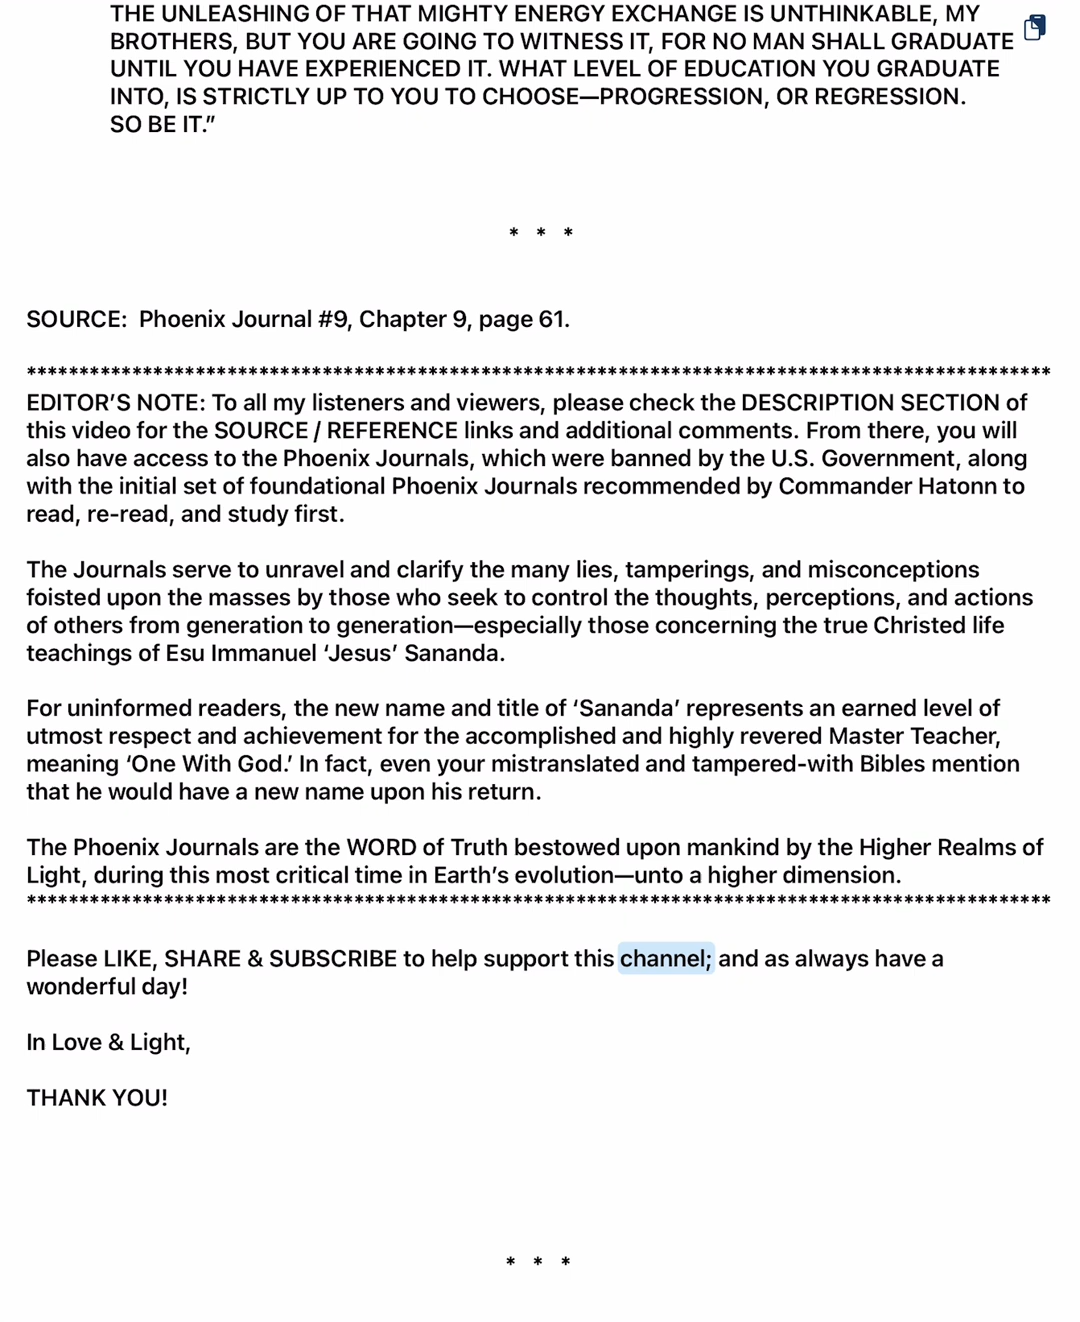 THE UNLEASHING OF THAT MIGHTY ENERGY EXCHANGE IS UNTHINKABLE, MY
BROTHERS, BUT YOU ARE GOING TO WITNESS IT, FOR NO MAN SHALL GRADUATE
UNTIL YOU HAVE EXPERIENCED IT. WHAT LEVEL OF EDUCATION YOU GRADUATE
INTO, IS STRICTLY UP TO YOU TO CHOOSE—PROGRESSION, OR REGRESSION.
SO BE IT.”
* * *
SOURCE:  Phoenix Journal #9, Chapter 9, page 61.
****************************************************************************************************
EDITOR’S NOTE: To all my listeners and viewers, please check the DESCRIPTION SECTION of
this video for the SOURCE / REFERENCE links and additional comments. From there, you will
also have access to the Phoenix Journals, which were banned by the U.S. Government, along
with the initial set of foundational Phoenix Journals recommended by Commander Hatonn to
read, re-read, and study first.
The Journals serve to unravel and clarify the many lies, tamperings, and misconceptions
foisted upon the masses by those who seek to control the thoughts, perceptions, and actions
of others from generation to generation—especially those concerning the true Christed life
teachings of Esu Immanuel ‘Jesus’ Sananda.
For uninformed readers, the new name and title of ‘Sananda’ represents an earned level of
utmost respect and achievement for the accomplished and highly revered Master Teacher,
meaning ‘One With God.’ In fact, even your mistranslated and tampered-with Bibles mention
that he would have a new name upon his return.
The Phoenix Journals are the WORD of Truth bestowed upon mankind by the Higher Realms of
Light, during this most critical time in Earth’s evolution—unto a higher dimension.
****************************************************************************************************
Please LIKE, SHARE & SUBSCRIBE to help support this channel; and as always have a
wonderful day!
In Love & Light,
THANK YOU!
* * *